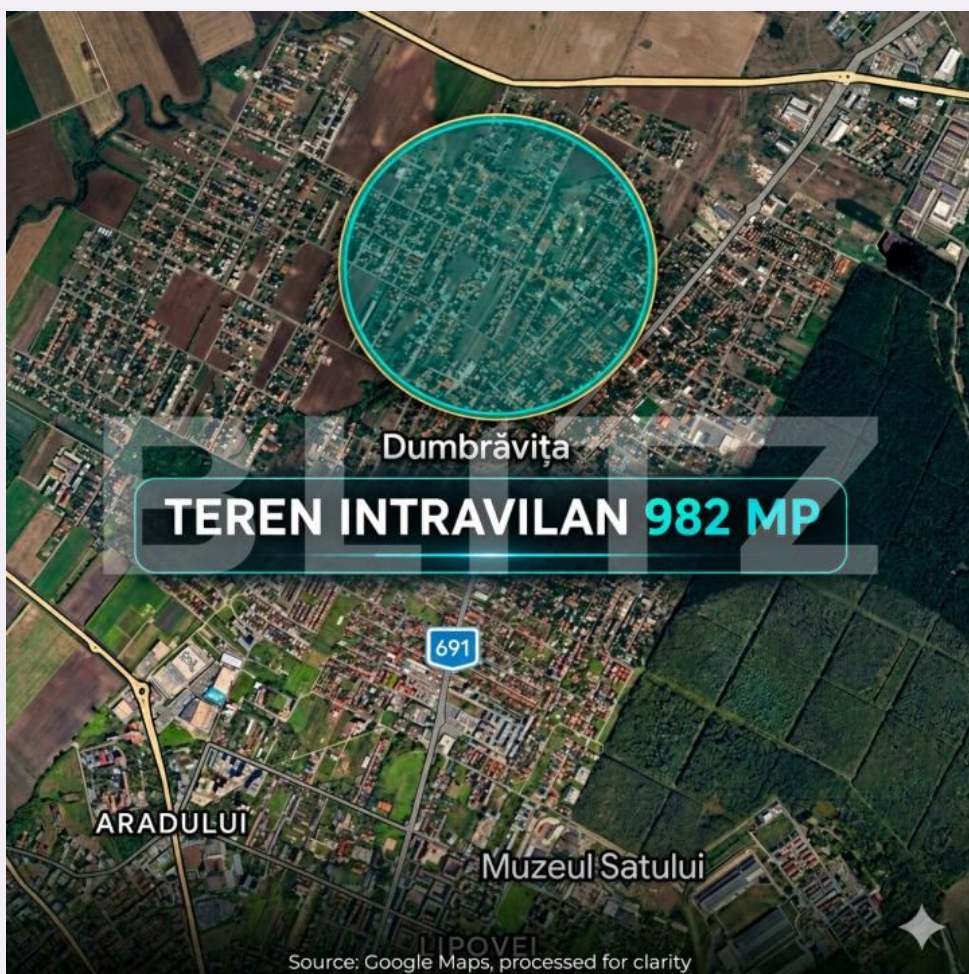 Dumbrăvița
BLITZ
TEREN INTRAVILAN 982 MP
691
ARADULUI
Muzeul Satului
LIPOVEI
Source: Google Maps, processed for clarity